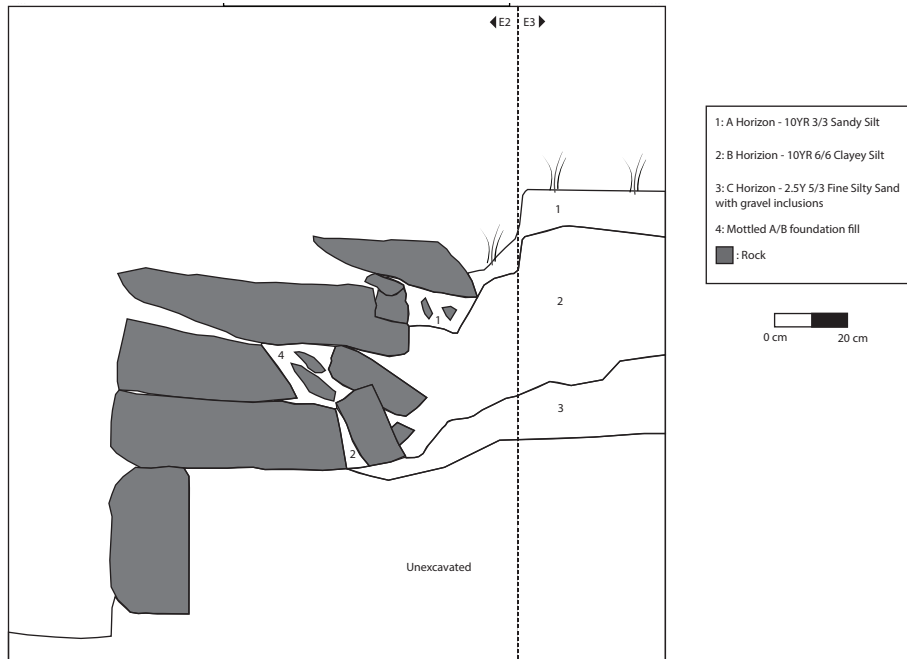 E2 E3
1: A Horizon - 10YR 3/3 Sandy Silt
2: B Horizion - 10YR 6/6 Clayey Silt
3: C Horizon - 2.5Y 5/3 Fine Silty Sand
with gravel inclusions
4: Mottled A/B foundation fill
: Rock
1
2
1
0 cm 20 cm
4
3
2
Unexcavated